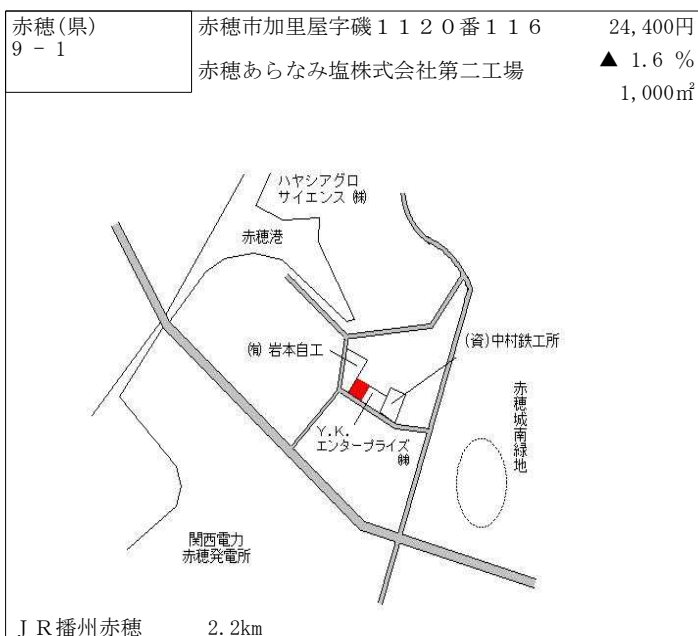 赤穂(県)
9 - 1
赤穂市加里屋字磯１１２０番１１６
24,400円
赤穂あらなみ塩株式会社第二工場
▲ 1.6 %
1,000㎡
ハヤシアグロ
サイエンス ㈱
赤穂港
㈲ 岩本自工
(資)中村鉄工所
Y.K.
エンタープライズ
㈱
赤穂城南緑地
関西電力
赤穂発電所
ＪＲ播州赤穂 2.2km